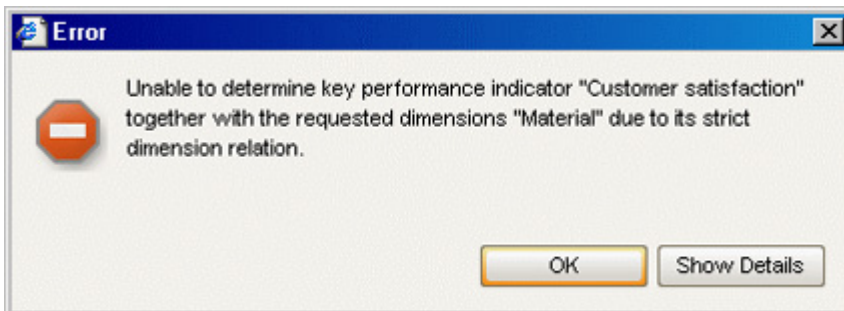 Error
Unable to determine key performance indicator "Customer satisfaction"
together with the requested dimensions "Material" due to its strict
dimension relation.
OK Show Details